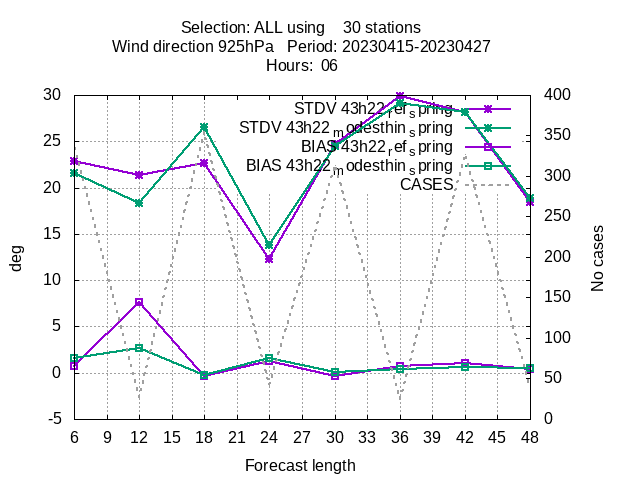 Selection: ALL using 30 stations
Wind direction 925hPa Period: 20230415-20230427
Hours: 06
30
25
20
15
10
5
0
-5
deg
400
350
300
250
200
150
100
50
0
No cases
STDV 43h22_ref_spring
STDV 43h22_modesthin_spring
BIAS 43h22_ref_spring
BIAS 43h22_modesthin_spring
CASES
6 9 12 15 18 21 24 27 30 33 36 39 42 45 48
Forecast length